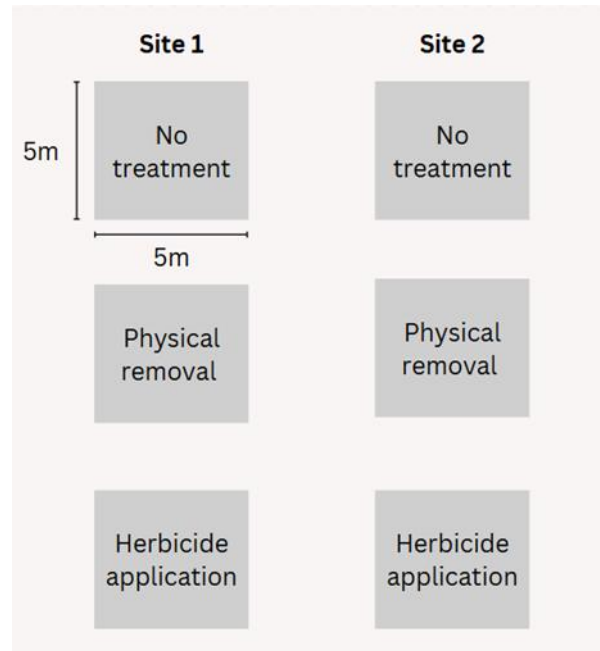 Site 1
Site 2
5m
No
treatment
No
treatment
5m
Physical
removal
Physical
removal
Herbicide
application
Herbicide
application